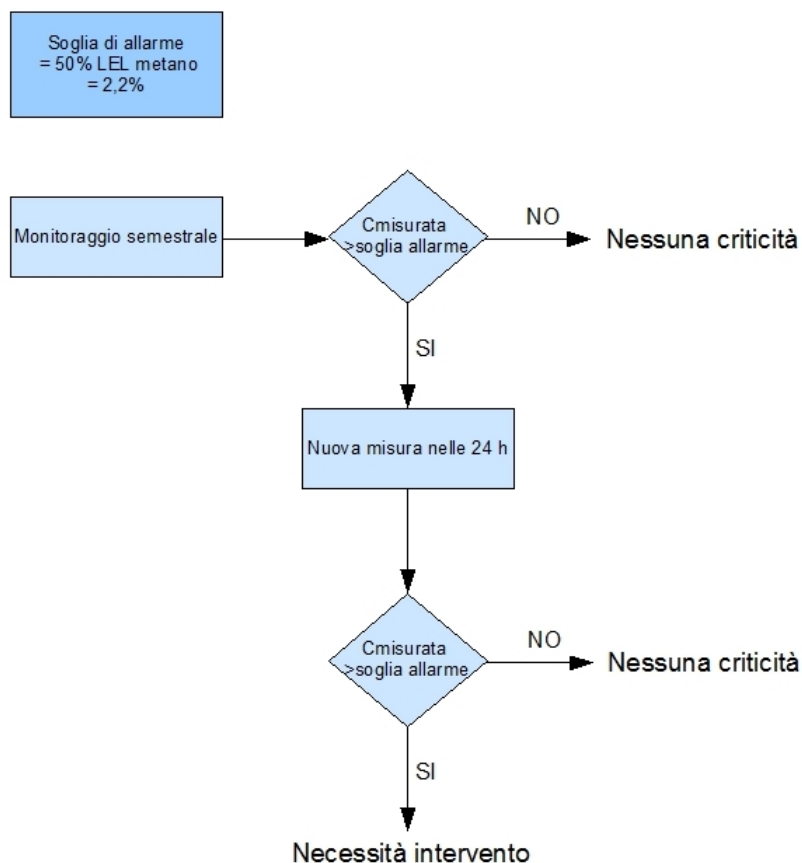 Soglia di allarme
= 50% LEL metano
= 2,2%
Monitoraggio semestrale
Cmisurata
>soglia allarme
NO
Nessuna criticità
SI
Nuova misura nelle 24 h
Cmisurata
>soglia allarme
NO
Nessuna criticità
SI
Necessità intervento